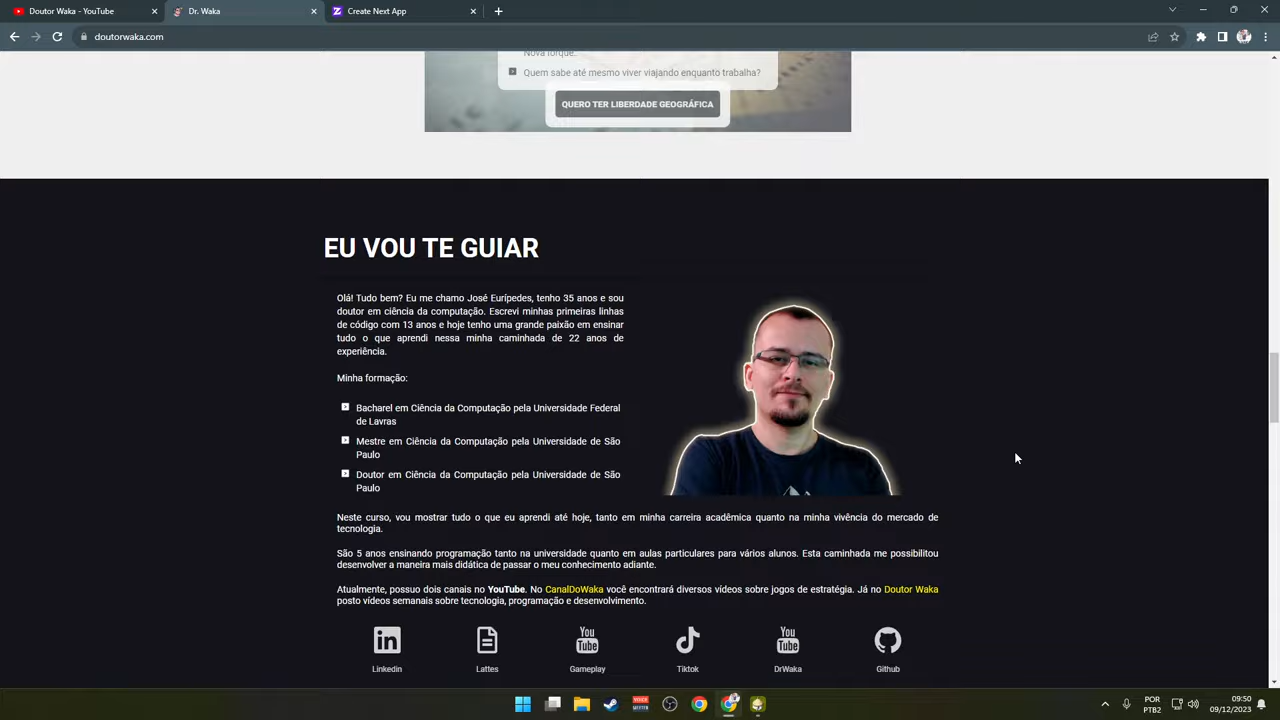 Doutor Waka - YouTube
Dr. Waka
Create Next App
doutorwaka.com
Nova Iorque.
Quem sabe até mesmo viver viajando enquanto trabalha?
QUERO TER LIBERDADE GEOGRÁFICA
EU VOU TE GUIAR
Olá! Tudo bem? Eu me chamo José Eurípedes, tenho 35 anos e sou
doutor em ciência da computação. Escrevi minhas primeiras linhas
de código com 13 anos e hoje tenho uma grande paixão em ensinar
tudo o que aprendi nessa minha caminhada de 22 anos de
experiência.
Minha formação:
Bacharel em Ciência da Computação pela Universidade Federal
de Lavras
Mestre em Ciência da Computação pela Universidade de São
Paulo
Doutor em Ciência da Computação pela Universidade de São
Paulo
Neste curso, vou mostrar tudo o que eu aprendi até hoje, tanto em minha carreira acadêmica quanto na minha vivência do mercado de
tecnologia.
São 5 anos ensinando programação tanto na universidade quanto em aulas particulares para vários alunos. Esta caminhada me possibilitou
desenvolver a maneira mais didática de passar o meu conhecimento adiante.
Atualmente, possuo dois canais no YouTube. No CanalDoWaka você encontrará diversos vídeos sobre jogos de estratégia. Já no Doutor Waka
posto vídeos semanais sobre tecnologia, programação e desenvolvimento.
Linkedin
Lattes
Gameplay
Tiktok
DrWaka
Github
POR
PTB2
09:50
09/12/2023